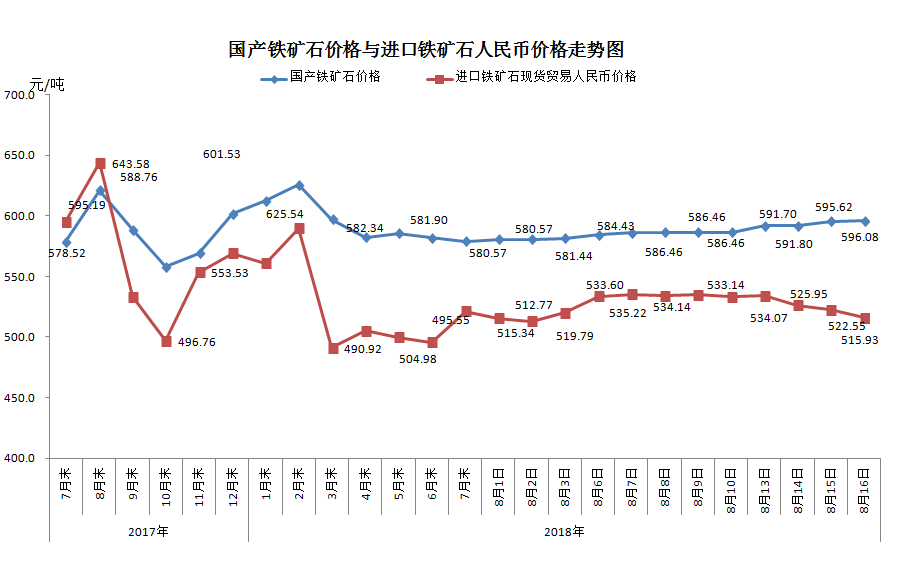 国产铁矿石价格与进口铁矿石人民币价格走势图
国产铁矿石价格 进口铁矿石现货贸易人民币价格
元/吨
700.0
650.0
600.0
550.0
500.0
450.0
400.0
578.52
588.76
601.53
625.54
582.34
581.90
580.57
580.57
581.44
584.43
586.46
586.46
586.46
591.70
591.80
595.62
596.08
595.19
643.58
496.76
553.53
490.92
504.98
495.55
515.34
512.77
519.79
533.60
535.22
534.14
533.14
534.07
525.95
522.55
515.93
7月末
8月末
9月末
10月末
11月末
12月末
1月末
2月末
3月末
4月末
5月末
6月末
7月末
8月1日
8月2日
8月3日
8月6日
8月7日
8月8日
8月9日
8月10日
8月13日
8月14日
8月15日
8月16日
2017年 2018年